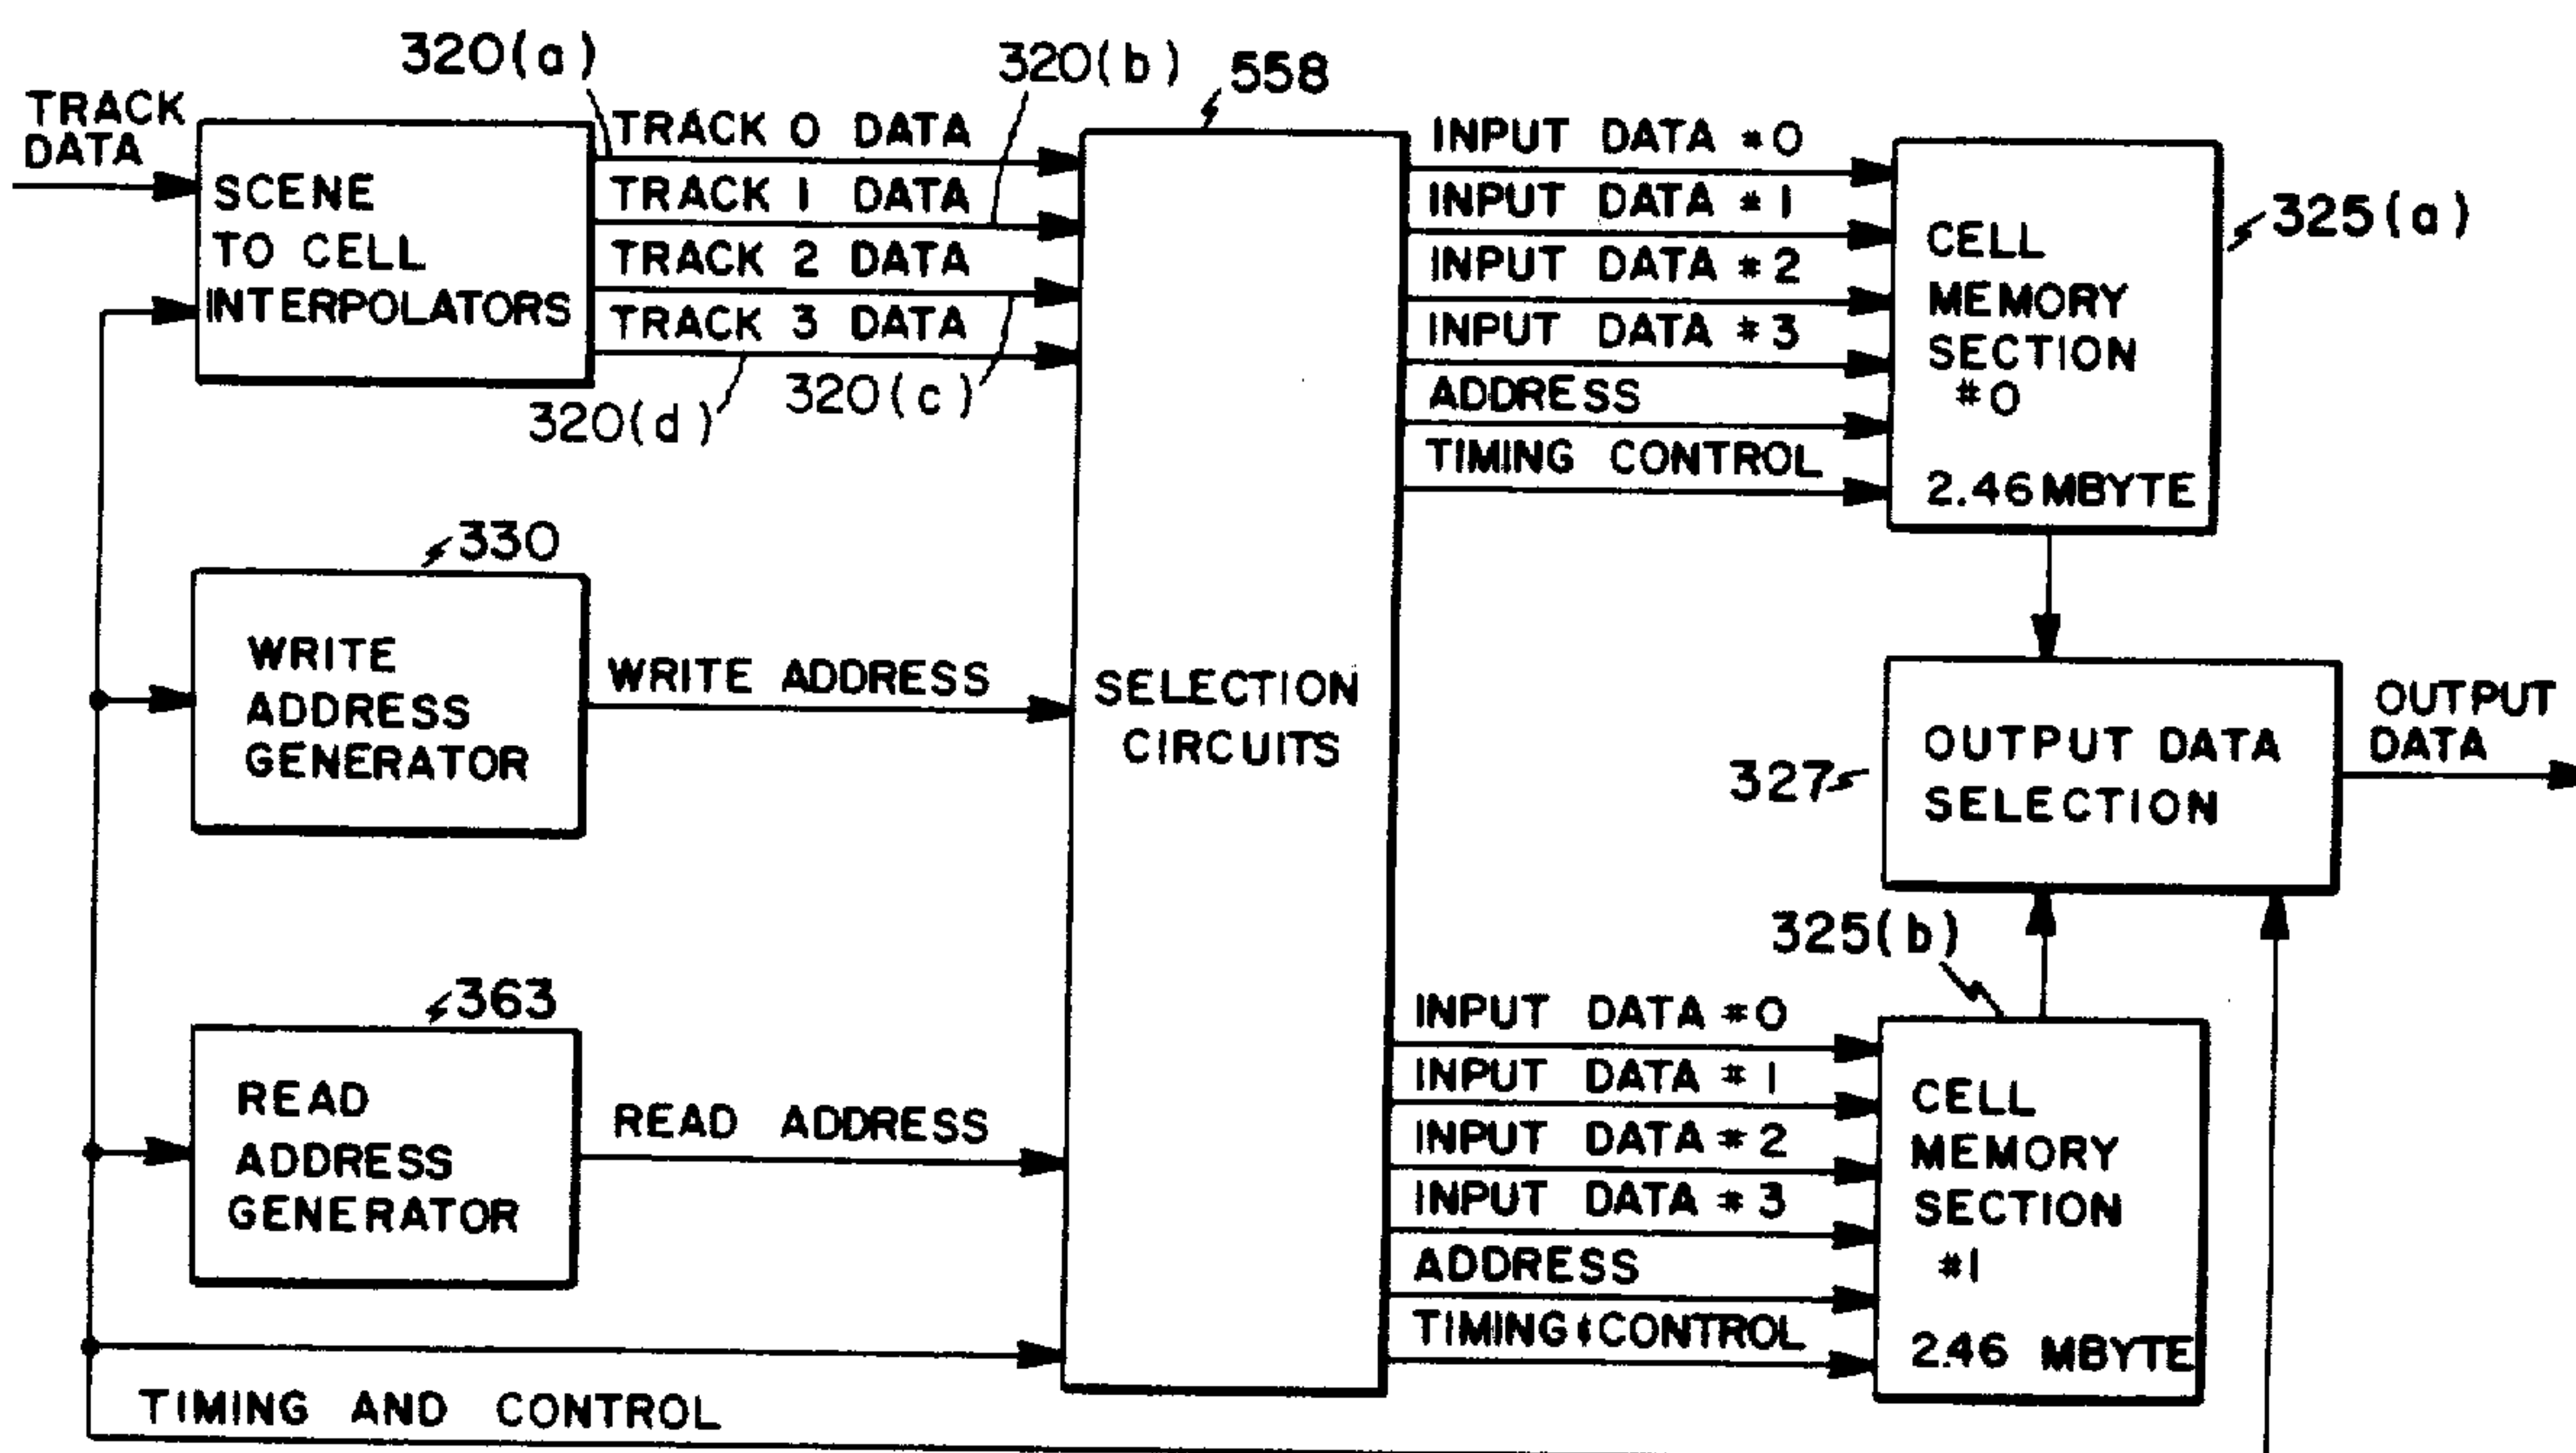 320(a)
320(b)
558
TRACK
DATA
SCENE
TO CELL
INTERPOLATORS
TRACK 0 DATA
TRACK 1 DATA
TRACK 2 DATA
TRACK 3 DATA
320(c)
320(d)
INPUT DATA #0
INPUT DATA #1
INPUT DATA #2
INPUT DATA #3
ADDRESS
TIMING CONTROL
CELL
MEMORY
SECTION
#0
2.46 MBYTE
325(a)
330
WRITE
ADDRESS
GENERATOR
WRITE ADDRESS
SELECTION
CIRCUITS
327
OUTPUT DATA
SELECTION
OUTPUT
DATA
363
READ
ADDRESS
GENERATOR
READ ADDRESS
325(b)
INPUT DATA #0
INPUT DATA #1
INPUT DATA #2
INPUT DATA #3
ADDRESS
TIMING & CONTROL
CELL
MEMORY
SECTION
#1
2.46 MBYTE
TIMING AND CONTROL